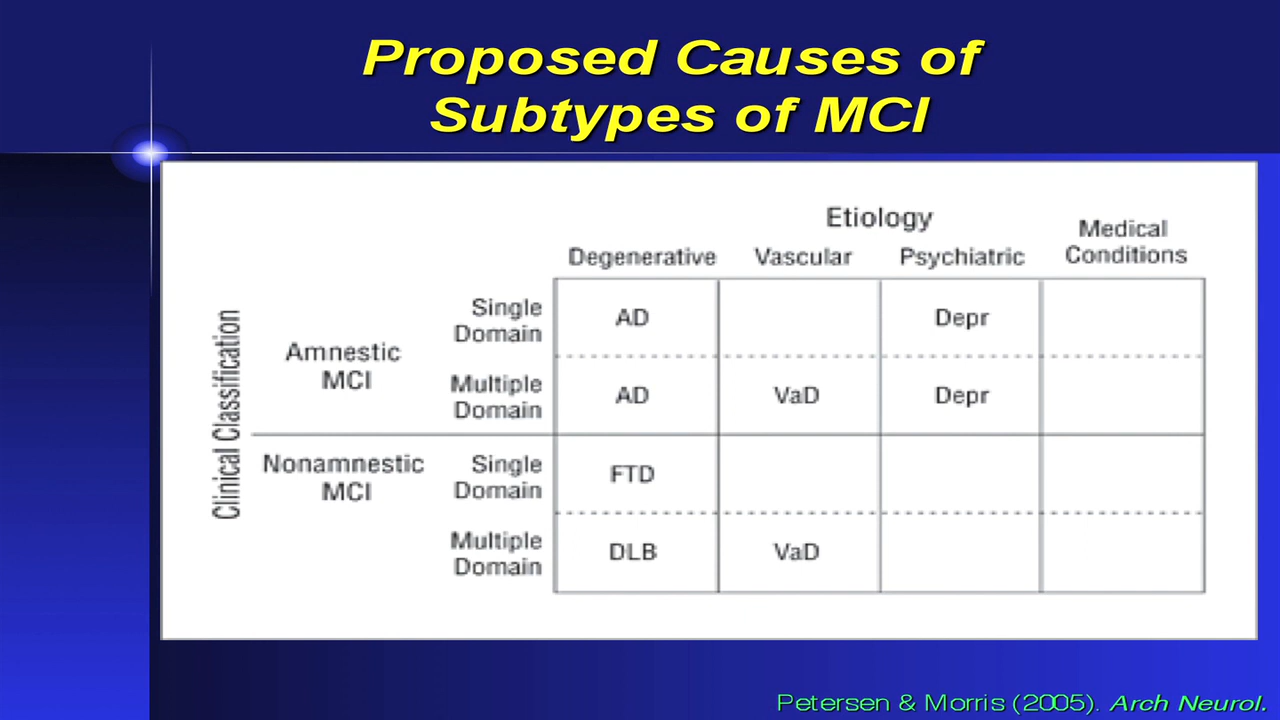 Proposed Causes of
Subtypes of MCI
Etiology
Degenerative Vascular Psychiatric Medical Conditions
Clinical Classification
Amnestic MCI
Single Domain AD Depr
Multiple Domain AD VaD Depr
Nonamnestic MCI
Single Domain FTD
Multiple Domain DLB VaD
Petersen & Morris (2005). Arch Neurol.